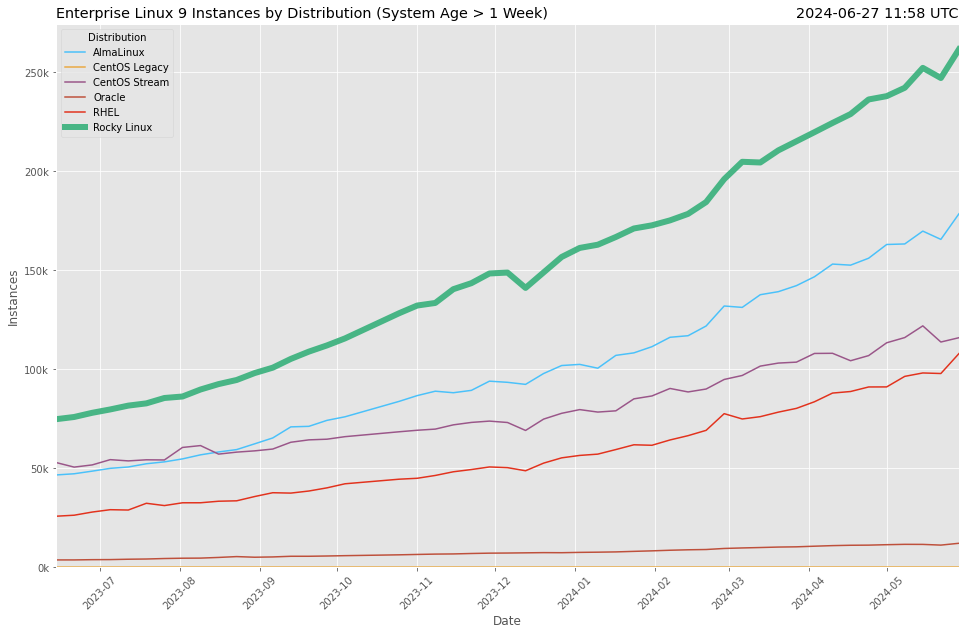 Enterprise Linux 9 Instances by Distribution (System Age > 1 Week) 2024-06-27 11:58 UTC
Distribution
AlmaLinux
CentOS Legacy
CentOS Stream
Oracle
RHEL
Rocky Linux
250k
200k
150k
100k
50k
0k
Instances
2023-07 2023-08 2023-09 2023-10 2023-11 2023-12 2024-01 2024-02 2024-03 2024-04 2024-05
Date